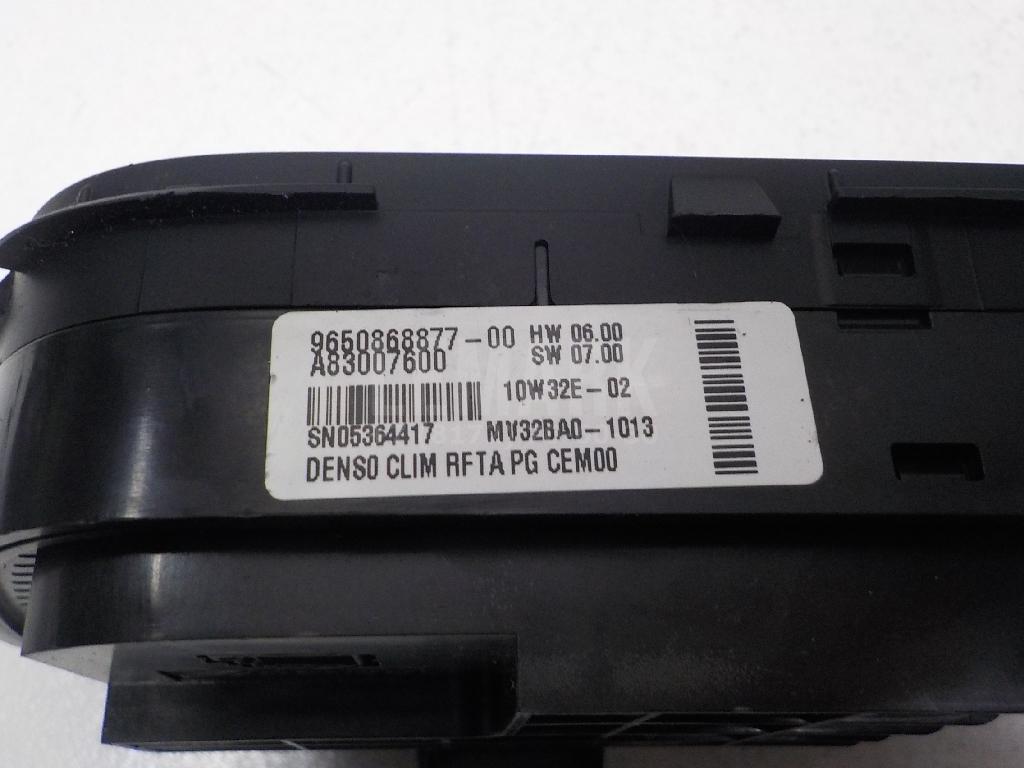 9650868877-00 HW 06.00
A83007600 SW 07.00
10W32E-02
SN05364417 MV32BA0-1013
DENSO CLIM RFTA PG CEM00